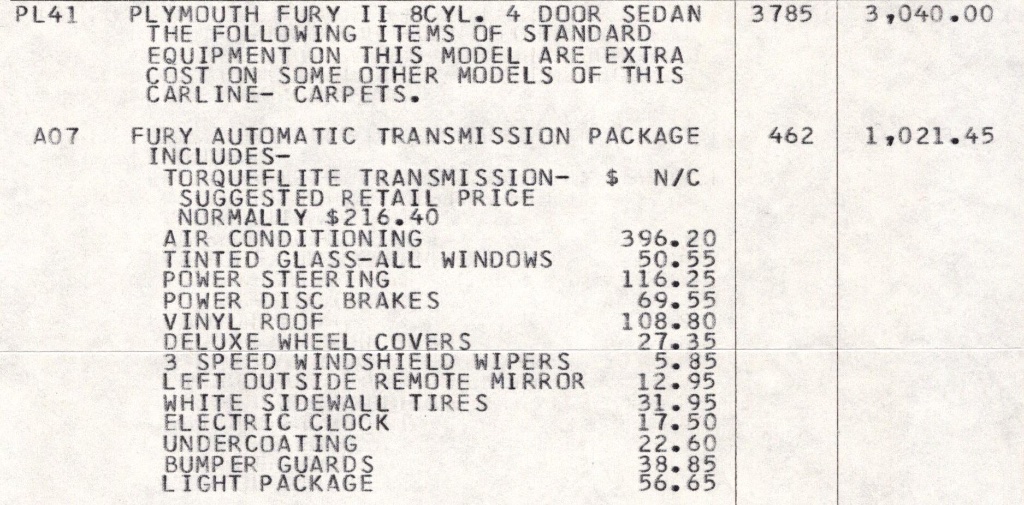 PL41 PLYMOUTH FURY II 8CYL. 4 DOOR SEDAN 3785 3,040.00
THE FOLLOWING ITEMS OF STANDARD
EQUIPMENT ON THIS MODEL ARE EXTRA
COST ON SOME OTHER MODELS OF THIS
CARLINE- CARPETS.
A07 FURY AUTOMATIC TRANSMISSION PACKAGE 462 1,021.45
INCLUDES-
TORQUEFLITE TRANSMISSION- $ N/C
SUGGESTED RETAIL PRICE
NORMALLY $216.40
AIR CONDITIONING 396.20
TINTED GLASS-ALL WINDOWS 50.55
POWER STEERING 116.25
POWER DISC BRAKES 69.55
VINYL ROOF 108.80
DELUXE WHEEL COVERS 27.35
3 SPEED WINDSHIELD WIPERS 5.85
LEFT OUTSIDE REMOTE MIRROR 12.95
WHITE SIDEWALL TIRES 31.95
ELECTRIC CLOCK 17.50
UNDERCOATING 22.60
BUMPER GUARDS 38.85
LIGHT PACKAGE 56.65